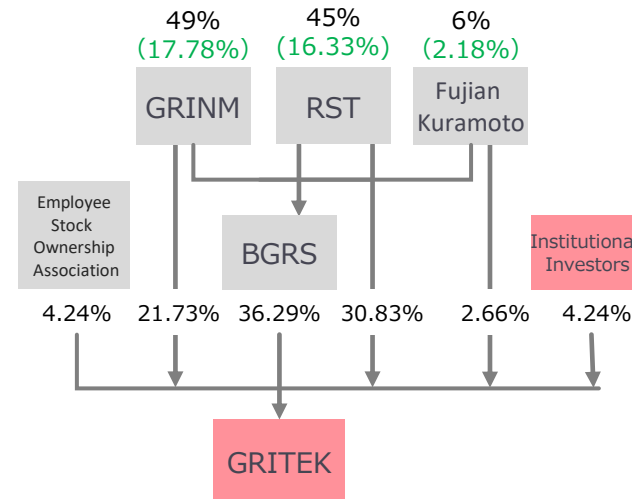 49%
45%
6%
(17.78%)
(16.33%)
(2.18%)
GRINM
RST
Fujian
Kuramoto
Employee
Stock
Ownership
Association
BGRS
Institutional
Investors
4.24%
21.73%
36.29%
30.83%
2.66%
4.24%
GRITEK